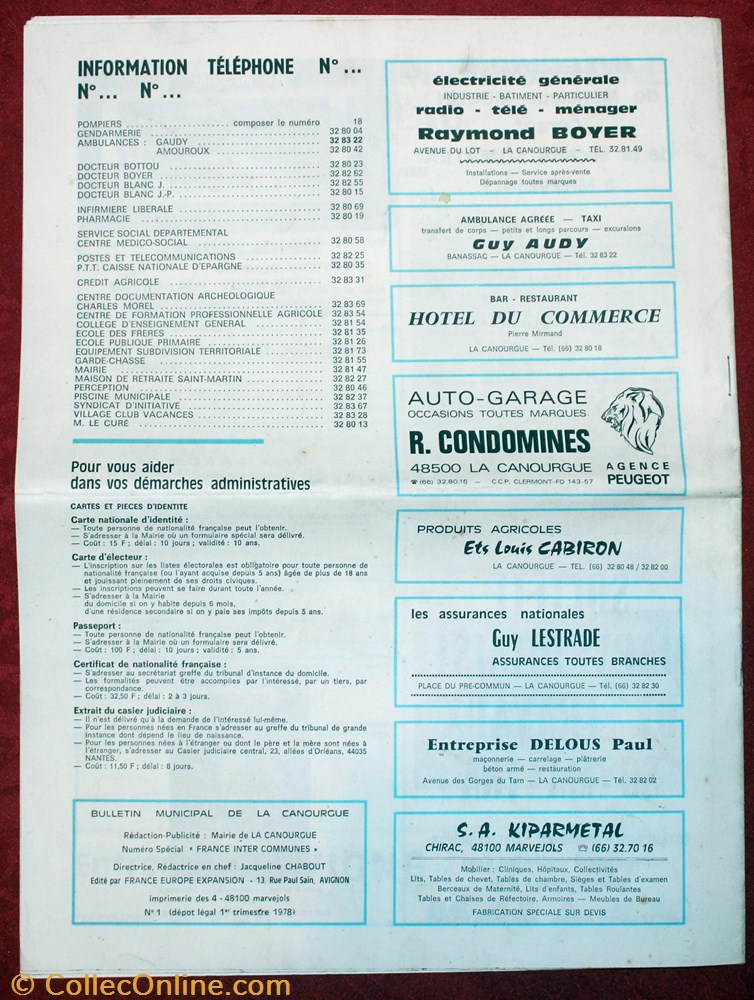 INFORMATION TÉLÉPHONE N° ...
N° ... N° ...
POMPIERS ........................ composer le numéro 18
GENDARMERIE ........................ 32 80 04
AMBULANCES : GAUDY ........................ 32 83 22
AMOUROUX ........................ 32 80 42
DOCTEUR BOTTOU ........................ 32 80 23
DOCTEUR BOYER ........................ 32 82 62
DOCTEUR BLANC J. ........................ 32 82 55
DOCTEUR BLANC J.-P. ........................ 32 80 15
INFIRMIERE LIBERALE ........................ 32 80 69
PHARMACIE ........................ 32 80 19
SERVICE SOCIAL DEPARTEMENTAL
CENTRE MEDICO-SOCIAL ........................ 32 80 58
POSTES ET TELECOMMUNICATIONS ........................ 32 82 25
P.T.T. CAISSE NATIONALE D'EPARGNE ........................ 32 80 35
CREDIT AGRICOLE ........................ 32 83 31
CENTRE DOCUMENTATION ARCHEOLOGIQUE
CHARLES MOREL ........................ 32 83 69
CENTRE DE FORMATION PROFESSIONNELLE AGRICOLE 32 83 54
COLLEGE D'ENSEIGNEMENT GENERAL ........................ 32 81 54
ECOLE DES FRERES ........................ 32 81 35
ECOLE PUBLIQUE PRIMAIRE ........................ 32 81 26
EQUIPEMENT SUBDIVISION TERRITORIALE ........................ 32 81 73
GARDE-CHASSE ........................ 32 81 55
MAIRIE ........................ 32 81 47
MAISON DE RETRAITE SAINT-MARTIN ........................ 32 82 27
PERCEPTION ........................ 32 80 46
PISCINE MUNICIPALE ........................ 32 82 37
SYNDICAT D'INITIATIVE ........................ 32 83 67
VILLAGE CLUB VACANCES ........................ 32 83 28
M. LE CURE ........................ 32 80 13
Pour vous aider
dans vos démarches administratives
CARTES ET PIECES D'IDENTITE
Carte nationale d'identité :
— Toute personne de nationalité française peut l'obtenir.
— S'adresser à la Mairie où un formulaire spécial sera délivré.
— Coût : 15 F ; délai : 10 jours ; validité : 10 ans.
Carte d'électeur :
— L'inscription sur les listes électorales est obligatoire pour toute personne de
nationalité française (ou l'ayant acquise depuis 5 ans) âgée de plus de 18 ans
et jouissant pleinement de ses droits civiques.
— Les inscriptions peuvent se faire durant toute l'année.
— S'adresser à la Mairie
du domicile si on y habite depuis 6 mois,
d'une résidence secondaire si on y paie ses impôts depuis 5 ans.
Passeport :
— Toute personne de nationalité française peut l'obtenir.
— S'adresser à la Mairie où un formulaire sera délivré.
— Coût : 100 F ; délai : 10 jours ; validité : 5 ans.
Certificat de nationalité française :
— S'adresser au secrétariat greffe du tribunal d'instance du domicile.
— Les formalités peuvent être accomplies par l'intéressé, par un tiers, par
correspondance.
— Coût : 32,50 F ; délai : 2 à 3 jours.
Extrait du casier judiciaire :
— Il n'est délivré qu'à la demande de l'intéressé lui-même.
— Pour les personnes nées en France s'adresser au greffe du tribunal de grande
instance dont dépend le lieu de naissance.
— Pour les personnes nées à l'étranger ou dont le père et la mère sont nées à
l'étranger, s'adresser au Casier judiciaire central, 23, allées d'Orléans, 44035
NANTES.
— Coût : 11,50 F ; délai : 8 jours.
BULLETIN MUNICIPAL DE LA CANOURGUE
Rédaction-Publicité : Mairie de LA CANOURGUE
Numéro Spécial « FRANCE INTER COMMUNES »
Directrice, Rédactrice en chef : Jacqueline CHABOUT
Edité par FRANCE EUROPE EXPANSION - 13 Rue Paul Saïn, AVIGNON
imprimerie des 4 - 48100 marvejols
N° 1 (dépot légal 1er trimestre 1978)
électricité générale
INDUSTRIE - BATIMENT - PARTICULIER
radio - télé - ménager
Raymond BOYER
AVENUE DU LOT - LA CANOURGUE - TEL. 32.81.49
Installations — Service après-vente
Dépannage toutes marques
AMBULANCE AGRÉÉE — TAXI
transfert de corps — petits et longs parcours — excursions
Guy AUDY
BANASSAC — LA CANOURGUE — Tél. 32 83 22
BAR - RESTAURANT
HOTEL DU COMMERCE
Pierre Mirmand
LA CANOURGUE — Tél. (66) 32 80 18
AUTO-GARAGE
OCCASIONS TOUTES MARQUES
R. CONDOMINES
48500 LA CANOURGUE
☎ (66) 32.80.16 - C.C.P. CLERMONT-FD 143-57
AGENCE
PEUGEOT
PRODUITS AGRICOLES
Ets Louis CABIRON
LA CANOURGUE — TEL. (66) 32 80 48 / 32 82 00
les assurances nationales
Guy LESTRADE
ASSURANCES TOUTES BRANCHES
PLACE DU PRE-COMMUN — LA CANOURGUE — Tél. (66) 32 82 30
Entreprise DELOUS Paul
maçonnerie — carrelage — plâtrerie
béton armé — restauration
Avenue des Gorges du Tarn — LA CANOURGUE — Tél. 32 82 02
S.A. KIPARMETAL
CHIRAC, 48100 MARVEJOLS ☎ (66) 32.70 16
Mobilier : Cliniques, Hôpitaux, Collectivités
Lits, Tables de chevet, Tables de chambre, Sièges et Tables d'examen
Berceaux de Maternité, Lits d'enfants, Tables Roulantes
Tables et Chaises de Réfectoire, Armoires — Meubles de Bureau
FABRICATION SPECIALE SUR DEVIS
© CollecOnline.com